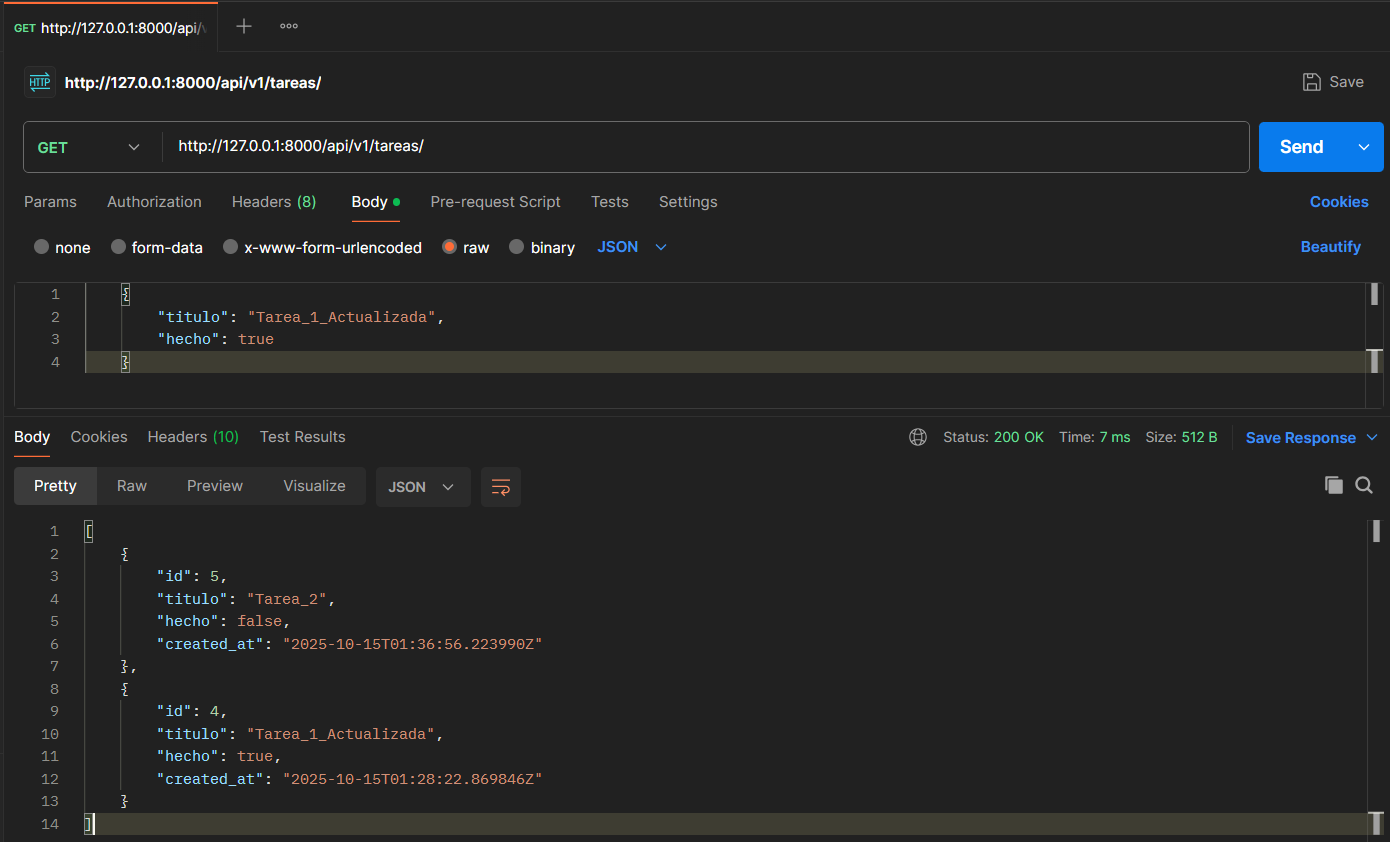 GET http://127.0.0.1:8000/api/v
HTTP http://127.0.0.1:8000/api/v1/tareas/ Save
GET http://127.0.0.1:8000/api/v1/tareas/ Send
Params Authorization Headers (8) Body Pre-request Script Tests Settings Cookies
none form-data x-www-form-urlencoded raw binary JSON Beautify
1 {
2 "titulo": "Tarea_1_Actualizada",
3 "hecho": true
4 }
Body Cookies Headers (10) Test Results Status: 200 OK Time: 7 ms Size: 512 B Save Response
Pretty Raw Preview Visualize JSON
1 [
2 {
3 "id": 5,
4 "titulo": "Tarea_2",
5 "hecho": false,
6 "created_at": "2025-10-15T01:36:56.223990Z"
7 },
8 {
9 "id": 4,
10 "titulo": "Tarea_1_Actualizada",
11 "hecho": true,
12 "created_at": "2025-10-15T01:28:22.869846Z"
13 }
14 ]